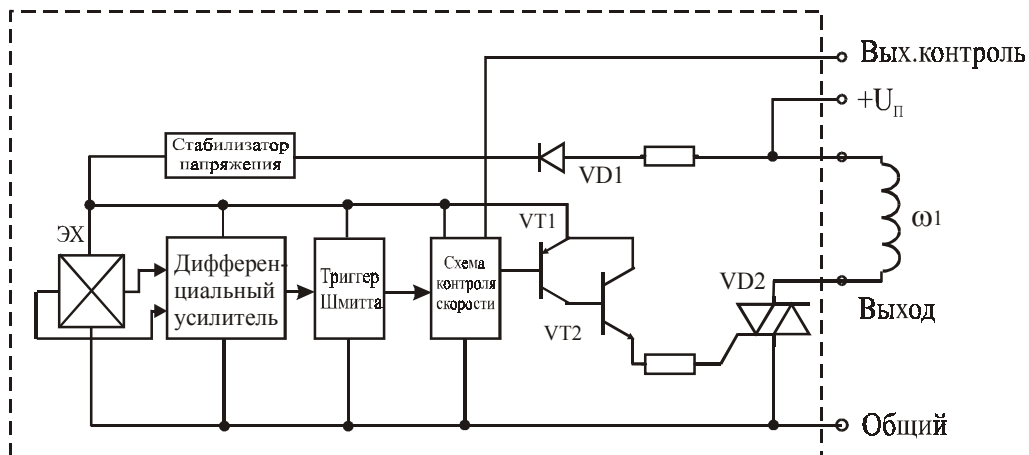 Вых.контроль
+Uп
Стабилизатор
напряжения
VD1
ω1
ЭХ
VT1
Дифферен-
циальный
усилитель
Триггер
Шмитта
Схема
контроля
скорости
VT2
VD2
Выход
Общий